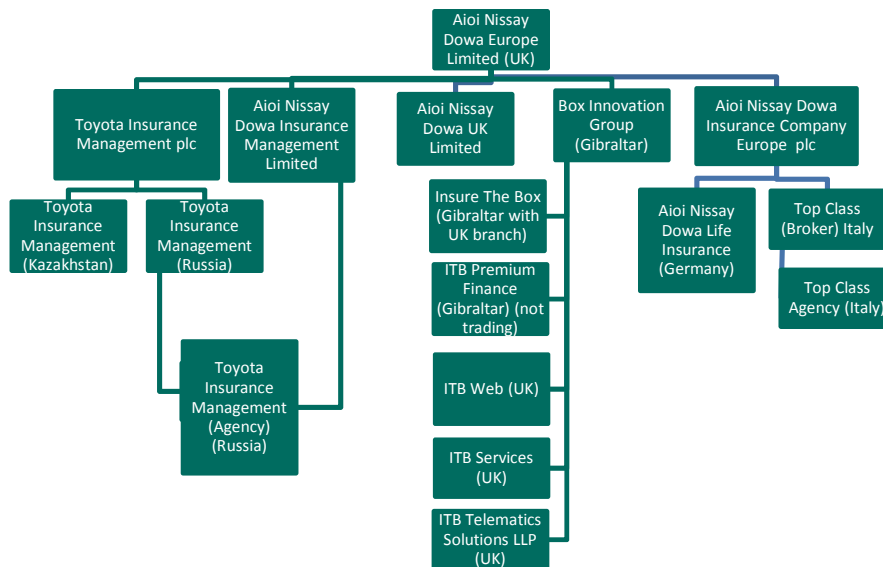 Aioi Nissay
Dowa Europe
Limited (UK)
Toyota Insurance
Management plc
Aioi Nissay
Dowa Insurance
Management
Limited
Aioi Nissay
Dowa UK
Limited
Box Innovation
Group
(Gibraltar)
Aioi Nissay Dowa
Insurance Company
Europe plc
Toyota
Insurance
Management
(Kazakhstan)
Toyota
Insurance
Management
(Russia)
Toyota
Insurance
Management
(Agency)
(Russia)
Insure The Box
(Gibraltar with
UK branch)
ITB Premium
Finance
(Gibraltar) (not
trading)
ITB Web (UK)
ITB Services
(UK)
ITB Telematics
Solutions LLP
(UK)
Aioi Nissay
Dowa Life
Insurance
(Germany)
Top Class
(Broker) Italy
Top Class
Agency (Italy)